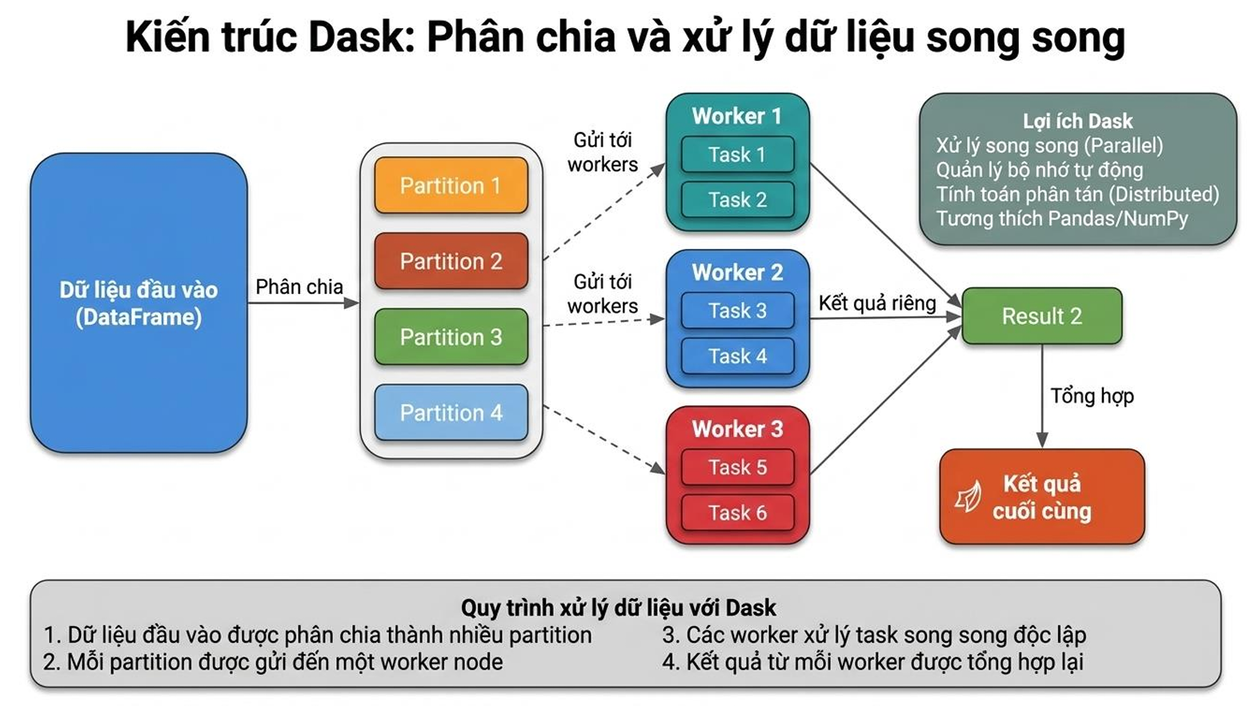 Kiến trúc Dask: Phân chia và xử lý dữ liệu song song
Dữ liệu đầu vào
(DataFrame)
Phân chia
Partition 1
Partition 2
Partition 3
Partition 4
Gửi tới
workers
Gửi tới
workers
Worker 1
Task 1
Task 2
Worker 2
Task 3
Task 4
Worker 3
Task 5
Task 6
Kết quả riêng
Lợi ích Dask
Xử lý song song (Parallel)
Quản lý bộ nhớ tự động
Tính toán phân tán (Distributed)
Tương thích Pandas/NumPy
Result 2
Tổng hợp
Kết quả
cuối cùng
Quy trình xử lý dữ liệu với Dask
1. Dữ liệu đầu vào được phân chia thành nhiều partition
2. Mỗi partition được gửi đến một worker node
3. Các worker xử lý task song song độc lập
4. Kết quả từ mỗi worker được tổng hợp lại